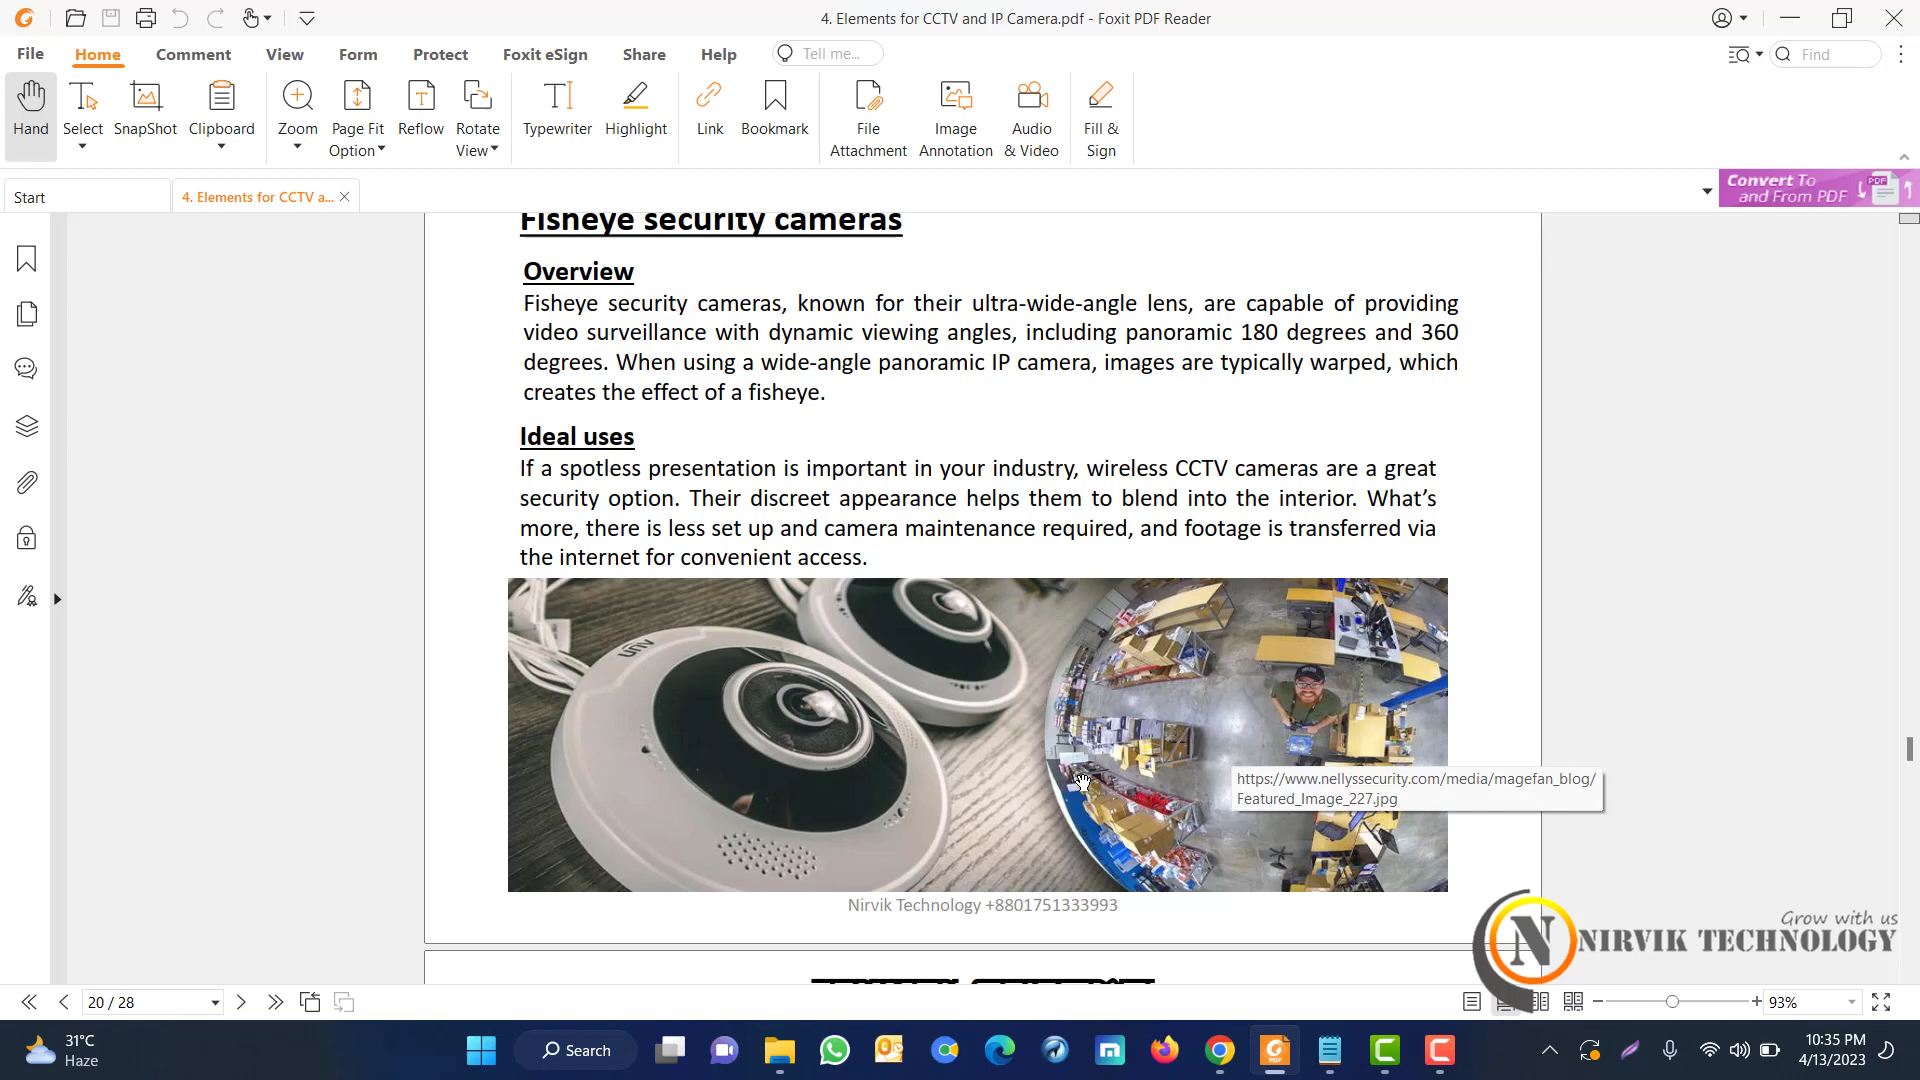 4. Elements for CCTV and IP Camera.pdf - Foxit PDF Reader
File
Home
Comment
View
Form
Protect
Foxit eSign
Share
Help
Tell me...
Find
Hand
Select
SnapShot
Clipboard
Zoom
Page Fit
Option
Reflow
Rotate
View
Typewriter
Highlight
Link
Bookmark
File
Attachment
Image
Annotation
Audio
& Video
Fill &
Sign
Start
4. Elements for CCTV a...
Convert To
and From PDF
PDF
Fisheye security cameras
Overview
Fisheye security cameras, known for their ultra-wide-angle lens, are capable of providing
video surveillance with dynamic viewing angles, including panoramic 180 degrees and 360
degrees. When using a wide-angle panoramic IP camera, images are typically warped, which
creates the effect of a fisheye.
Ideal uses
If a spotless presentation is important in your industry, wireless CCTV cameras are a great
security option. Their discreet appearance helps them to blend into the interior. What's
more, there is less set up and camera maintenance required, and footage is transferred via
the internet for convenient access.
https://www.nellyssecurity.com/media/magefan_blog/
Featured_Image_227.jpg
Nirvik Technology +8801751333993
Grow with us
N NIRVIK TECHNOLOGY
20 / 28
93%
31°C
Haze
Search
10:35 PM
4/13/2023